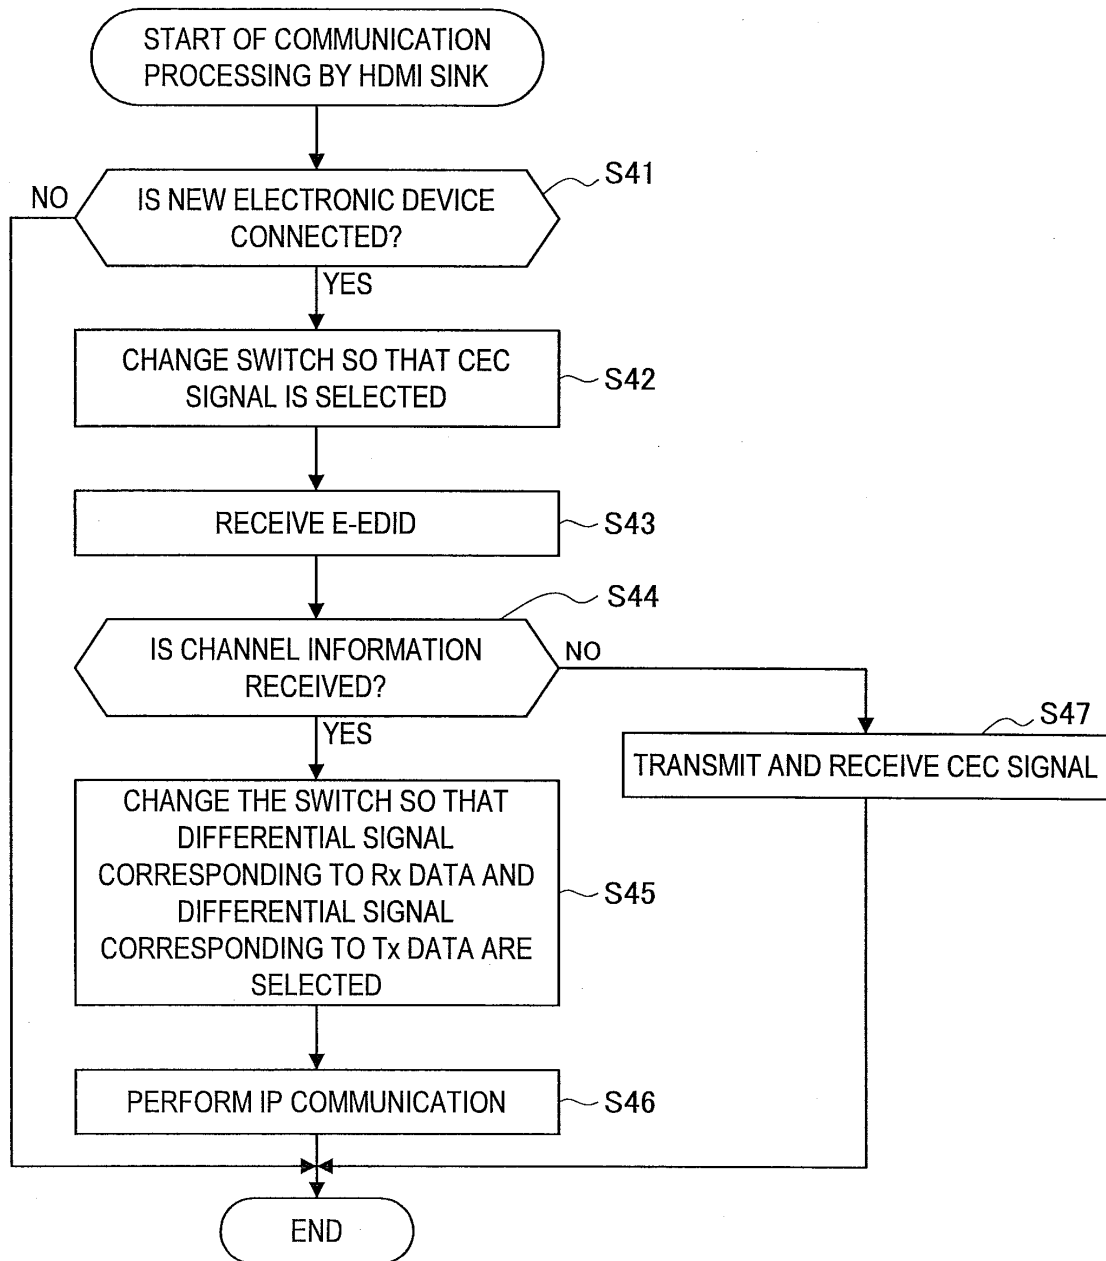 START OF COMMUNICATION
PROCESSING BY HDMI SINK
S41
NO
IS NEW ELECTRONIC DEVICE
CONNECTED?
YES
CHANGE SWITCH SO THAT CEC
SIGNAL IS SELECTED
S42
RECEIVE E-EDID
S43
S44
IS CHANNEL INFORMATION
RECEIVED?
NO
YES
S47
TRANSMIT AND RECEIVE CEC SIGNAL
CHANGE THE SWITCH SO THAT
DIFFERENTIAL SIGNAL
CORRESPONDING TO Rx DATA AND
DIFFERENTIAL SIGNAL
CORRESPONDING TO Tx DATA ARE
SELECTED
S45
PERFORM IP COMMUNICATION
S46
END